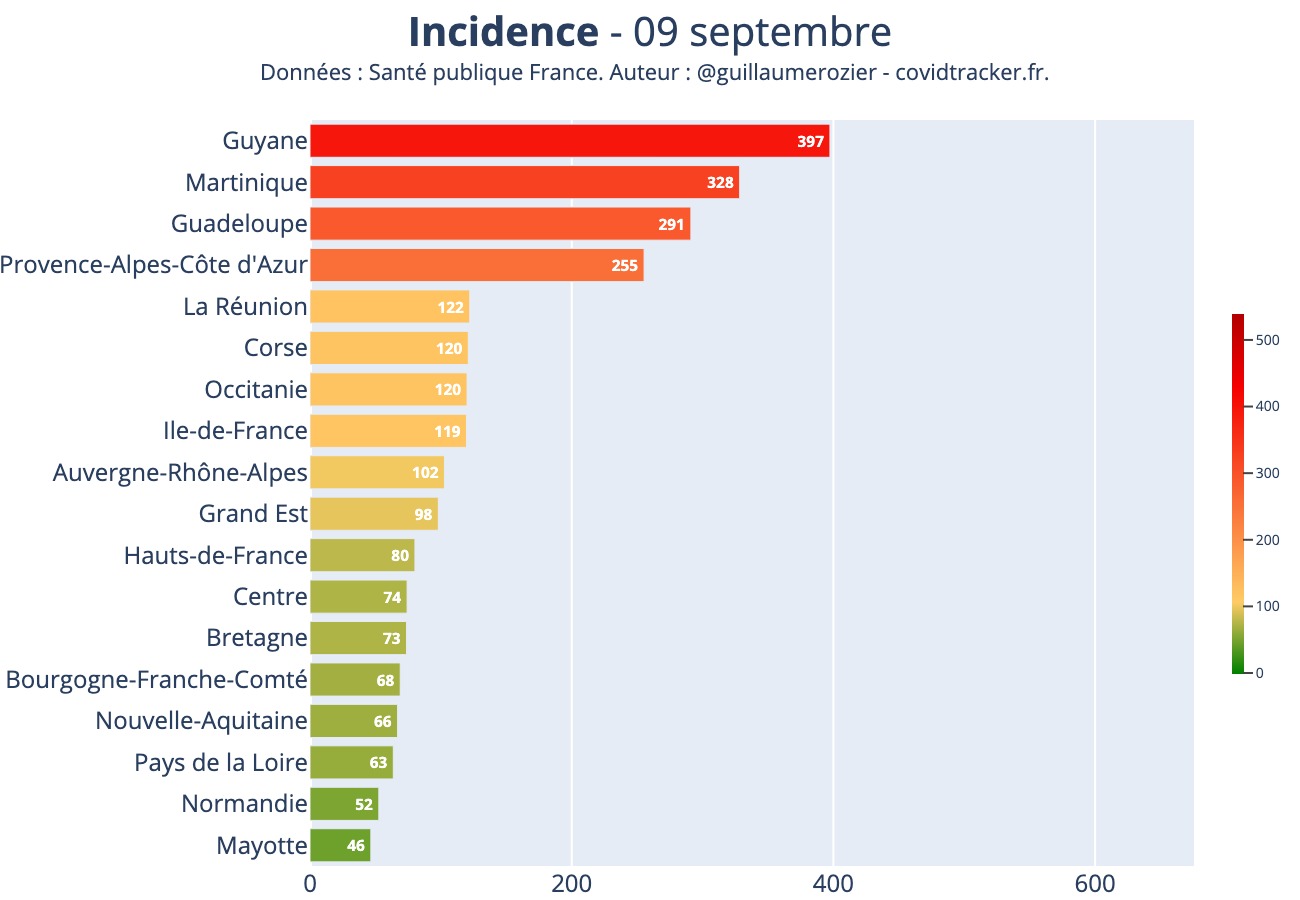 Incidence - 09 septembre
Données : Santé publique France. Auteur : @guillaumerozier - covidtracker.fr.
Guyane 397
Martinique 328
Guadeloupe 291
Provence-Alpes-Côte d'Azur 255
La Réunion 122
Corse 120
Occitanie 120
Ile-de-France 119
Auvergne-Rhône-Alpes 102
Grand Est 98
Hauts-de-France 80
Centre 74
Bretagne 73
Bourgogne-Franche-Comté 68
Nouvelle-Aquitaine 66
Pays de la Loire 63
Normandie 52
Mayotte 46
0 200 400 600
500
400
300
200
100
0